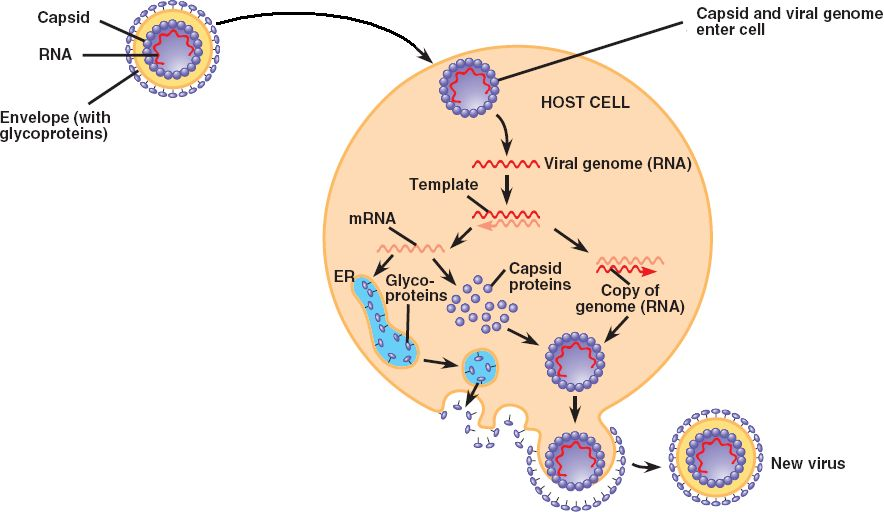 Capsid
RNA
Envelope (with
glycoproteins)
Capsid and viral genome
enter cell
HOST CELL
Viral genome (RNA)
Template
mRNA
ER
Glyco-
proteins
Capsid
proteins
Copy of
genome (RNA)
New virus